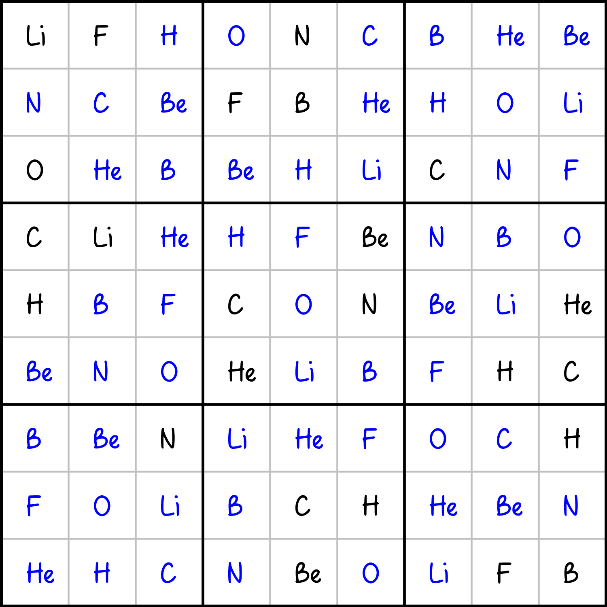 Li F H O N C B He Be
N C Be F B He H O Li
O He B Be H Li C N F
C Li He H F Be N B O
H B F C O N Be Li He
Be N O He Li B F H C
B Be N Li He F O C H
F O Li B C H He Be N
He H C N Be O Li F B